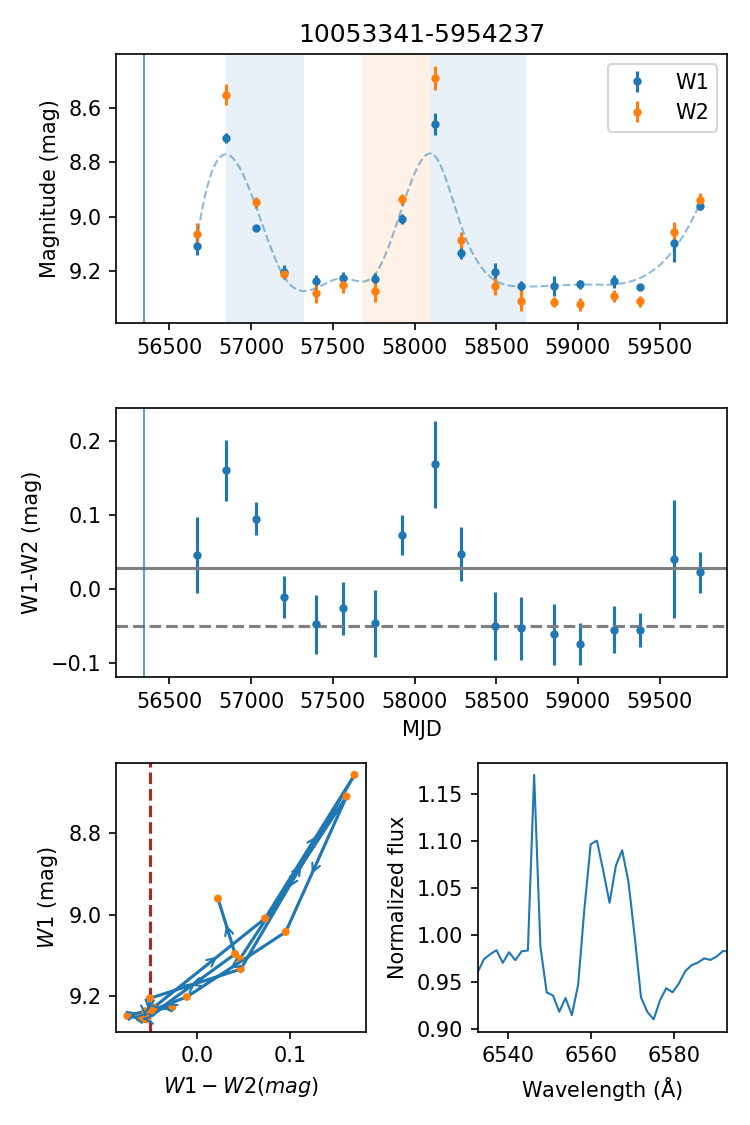 10053341-5954237
Magnitude (mag)
8.6
8.8
9.0
9.2
W1
W2
56500 57000 57500 58000 58500 59000 59500
W1-W2 (mag)
0.2
0.1
0.0
−0.1
56500 57000 57500 58000 58500 59000 59500
MJD
W1 (mag)
8.8
9.0
9.2
0.0 0.1
W1 − W2(mag)
Normalized flux
1.15
1.10
1.05
1.00
0.95
0.90
6540 6560 6580
Wavelength (Å)